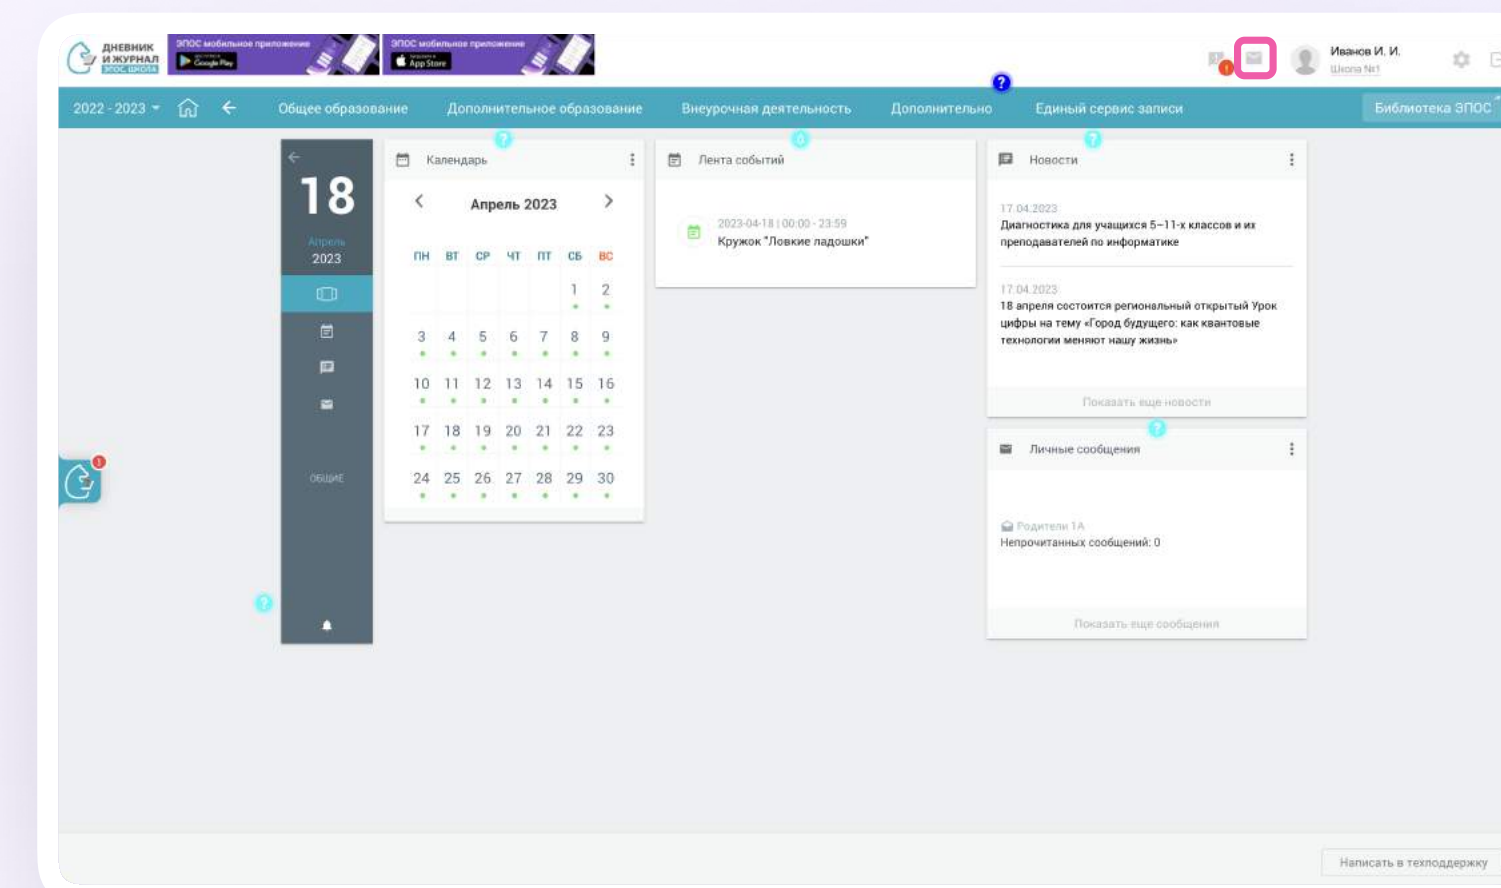 ДНЕВНИК
И ЖУРНАЛ
ЭПОС.ШКОЛА
ЭПОС мобильное приложение
Google Play
ЭПОС мобильное приложение
App Store
1
Иванов И. И.
Школа №1
?
2022 - 2023
Общее образование
Дополнительное образование
Внеурочная деятельность
Дополнительно
Единый сервис записи
Библиотека ЭПОС
18
Апрель
2023
ОБЩИЕ
?
1
?
Календарь
Апрель 2023
ПН ВТ СР ЧТ ПТ СБ ВС
1 2
3 4 5 6 7 8 9
10 11 12 13 14 15 16
17 18 19 20 21 22 23
24 25 26 27 28 29 30
Лента событий
2023-04-18 | 00:00 - 23:59
Кружок "Ловкие ладошки"
?
Новости
17.04.2023
Диагностика для учащихся 5–11-х классов и их
преподавателей по информатике
17.04.2023
18 апреля состоится региональный открытый Урок
цифры на тему «Город будущего: как квантовые
технологии меняют нашу жизнь»
Показать еще новости
?
Личные сообщения
Родители 1А
Непрочитанных сообщений: 0
Показать еще сообщения
Написать в техподдержку